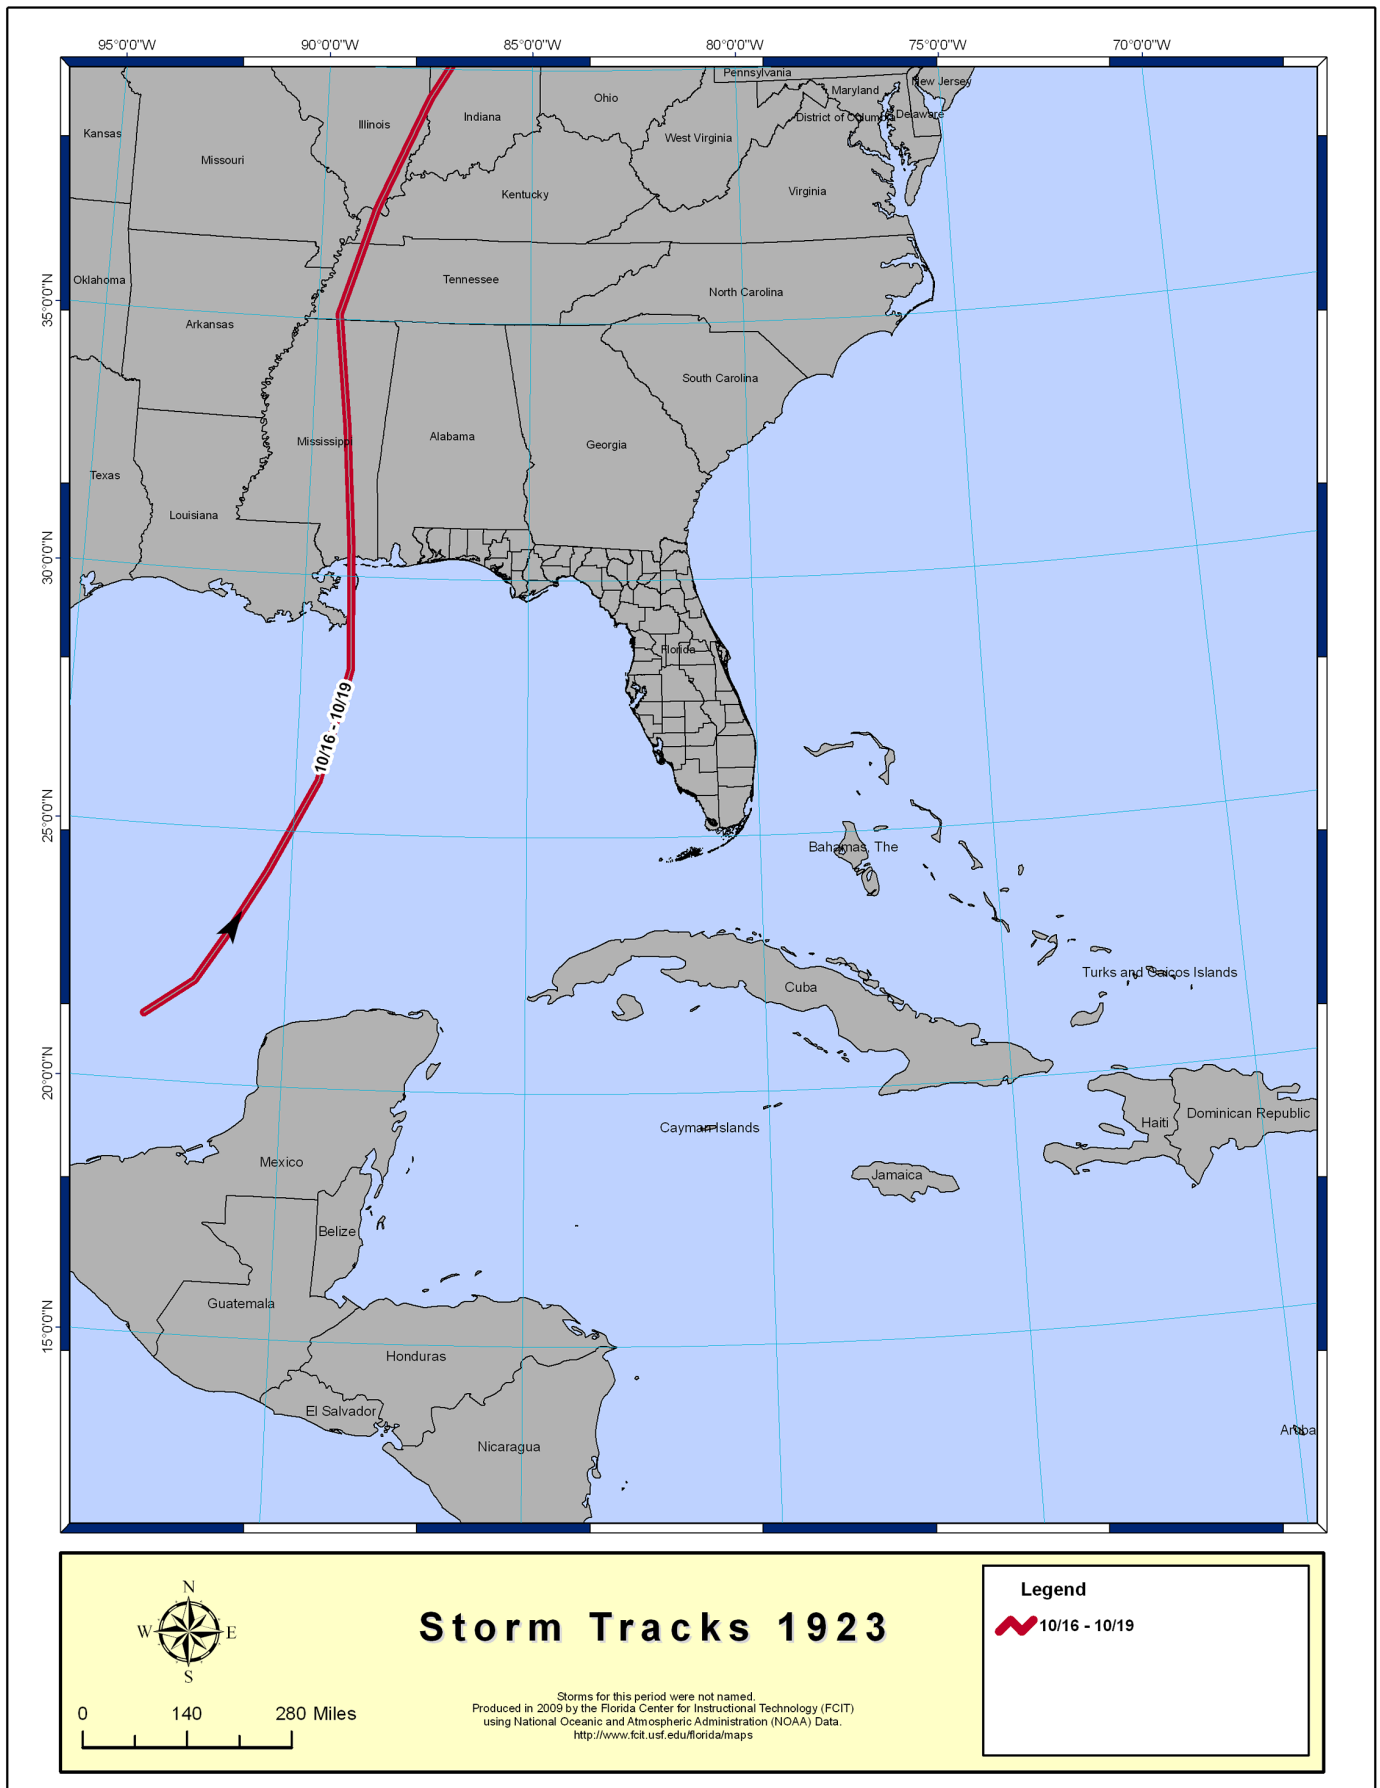 95°0'0"W 90°0'0"W 85°0'0"W 80°0'0"W 75°0'0"W 70°0'0"W
Pennsylvania
New Jersey
Maryland
Ohio
Delaware
District of Columbia
Indiana
Illinois
Kansas
West Virginia
Missouri
Virginia
Kentucky
35°0'0"N
Oklahoma
Tennessee
North Carolina
Arkansas
South Carolina
Mississippi
Alabama
Georgia
Texas
Louisiana
30°0'0"N
Florida
10/16 - 10/19
25°0'0"N
Bahamas, The
Turks and Caicos Islands
Cuba
20°0'0"N
Dominican Republic
Haiti
Cayman Islands
Mexico
Jamaica
Belize
Guatemala
15°0'0"N
Honduras
El Salvador
Aruba
Nicaragua
N
W E
S
0 140 280 Miles
Storm Tracks 1923
Storms for this period were not named.
Produced in 2009 by the Florida Center for Instructional Technology (FCIT)
using National Oceanic and Atmospheric Administration (NOAA) Data.
http://www.fcit.usf.edu/florida/maps
Legend
10/16 - 10/19